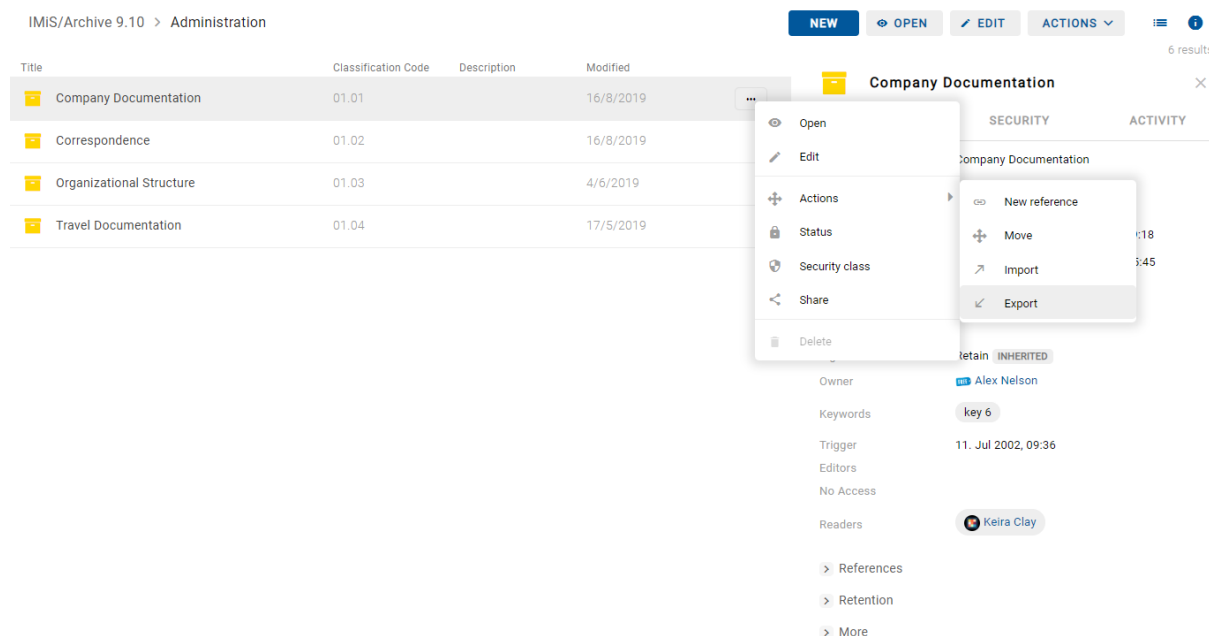 IMiS/Archive 9.10 > Administration
NEW OPEN EDIT ACTIONS
6 results
Title Classification Code Description Modified
Company Documentation 01.01 16/8/2019
Correspondence 01.02 16/8/2019
Organizational Structure 01.03 4/6/2019
Travel Documentation 01.04 17/5/2019
Open
Edit
Actions
Status
Security class
Share
Delete
New reference
Move
Import
Export
Company Documentation
SECURITY ACTIVITY
Company Documentation
:18
5:45
Retain INHERITED
Owner Alex Nelson
Keywords key 6
Trigger 11. Jul 2002, 09:36
Editors
No Access
Readers Keira Clay
References
Retention
More